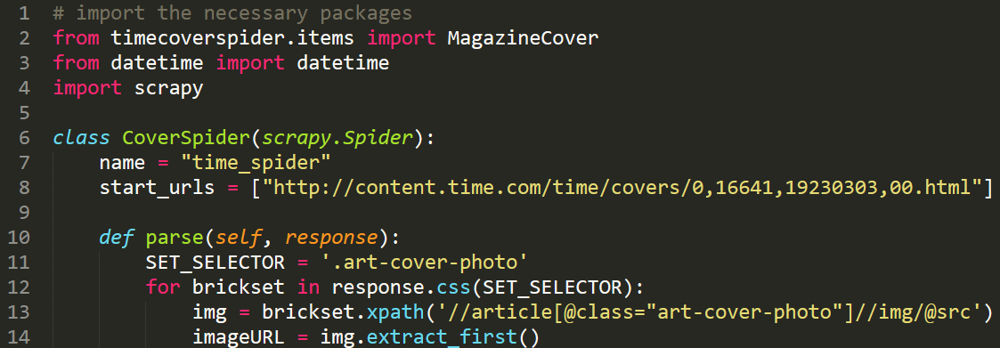 1 # import the necessary packages
2 from timecoverspider.items import MagazineCover
3 from datetime import datetime
4 import scrapy
5
6 class CoverSpider(scrapy.Spider):
7     name = "time_spider"
8     start_urls = ["http://content.time.com/time/covers/0,16641,19230303,00.html"]
9
10     def parse(self, response):
11         SET_SELECTOR = '.art-cover-photo'
12         for brickset in response.css(SET_SELECTOR):
13             img = brickset.xpath('//article[@class="art-cover-photo"]//img/@src')
14             imageURL = img.extract_first()